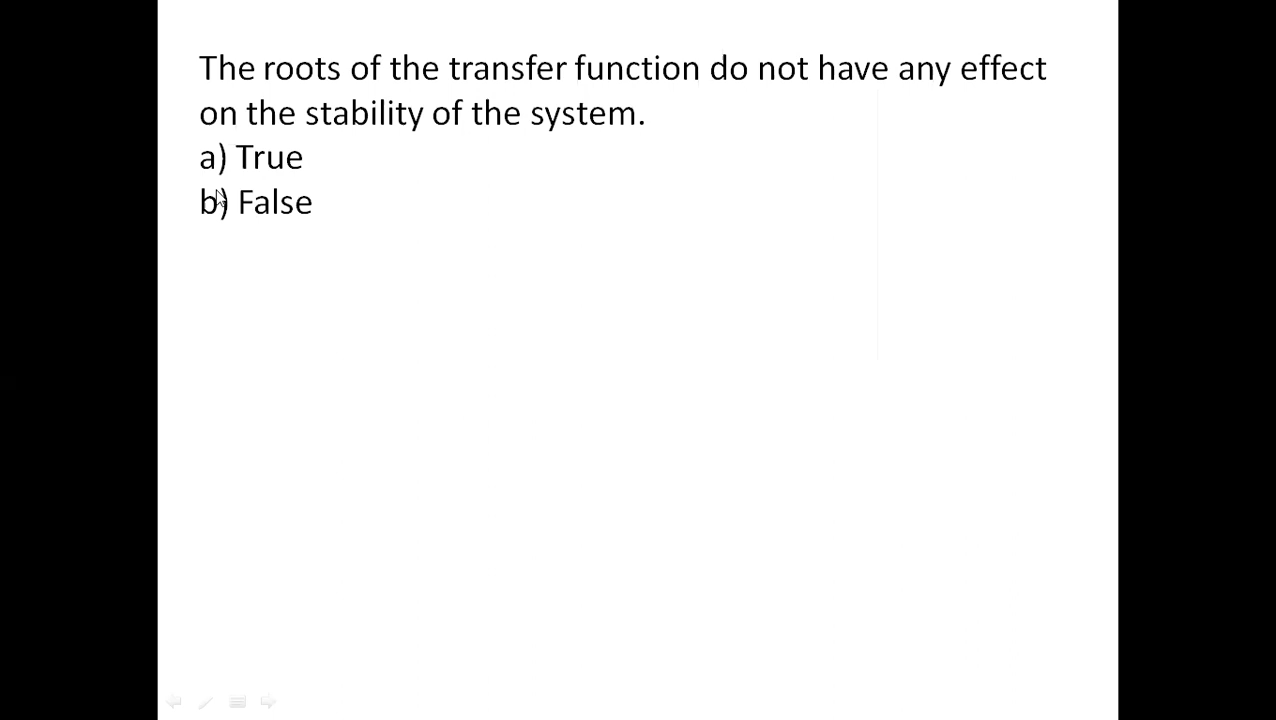 The roots of the transfer function do not have any effect
on the stability of the system.
a) True
b) False